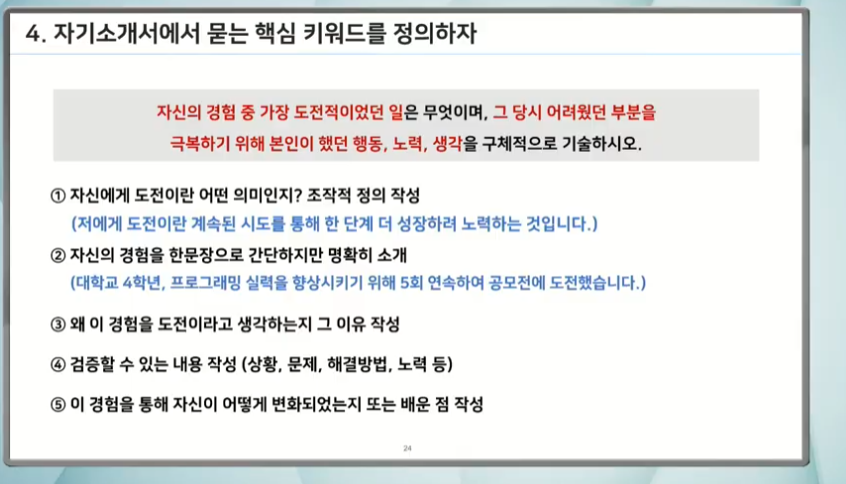 4. 자기소개서에서 묻는 핵심 키워드를 정의하자
자신의 경험 중 가장 도전적이었던 일은 무엇이며, 그 당시 어려웠던 부분을
극복하기 위해 본인이 했던 행동, 노력, 생각을 구체적으로 기술하시오.
① 자신에게 도전이란 어떤 의미인지? 조작적 정의 작성
(저에게 도전이란 계속된 시도를 통해 한 단계 더 성장하려 노력하는 것입니다.)
② 자신의 경험을 한문장으로 간단하지만 명확히 소개
(대학교 4학년, 프로그래밍 실력을 향상시키기 위해 5회 연속하여 공모전에 도전했습니다.)
③ 왜 이 경험을 도전이라고 생각하는지 그 이유 작성
④ 검증할 수 있는 내용 작성 (상황, 문제, 해결방법, 노력 등)
⑤ 이 경험을 통해 자신이 어떻게 변화되었는지 또는 배운 점 작성
24